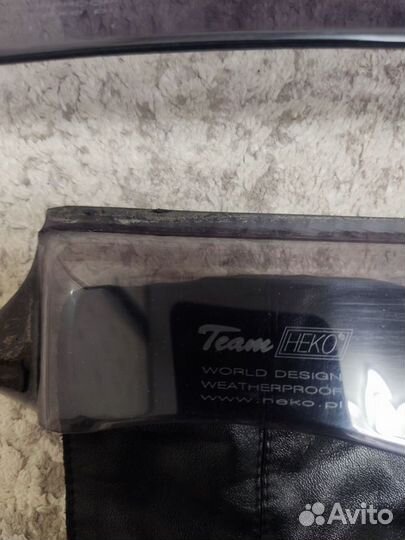 Team HEKO®
WORLD DESIGN
WEATHERPROOF
www.heko.pl
Avito